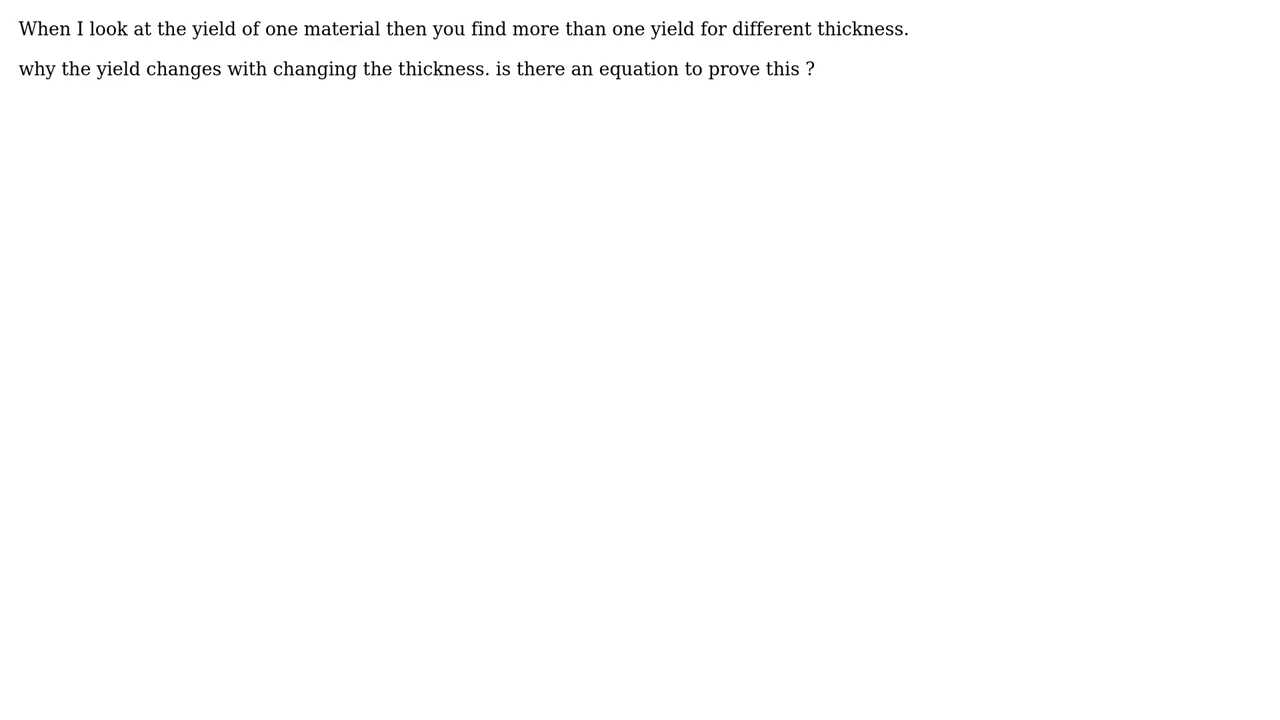 When I look at the yield of one material then you find more than one yield for different thickness.
why the yield changes with changing the thickness. is there an equation to prove this ?